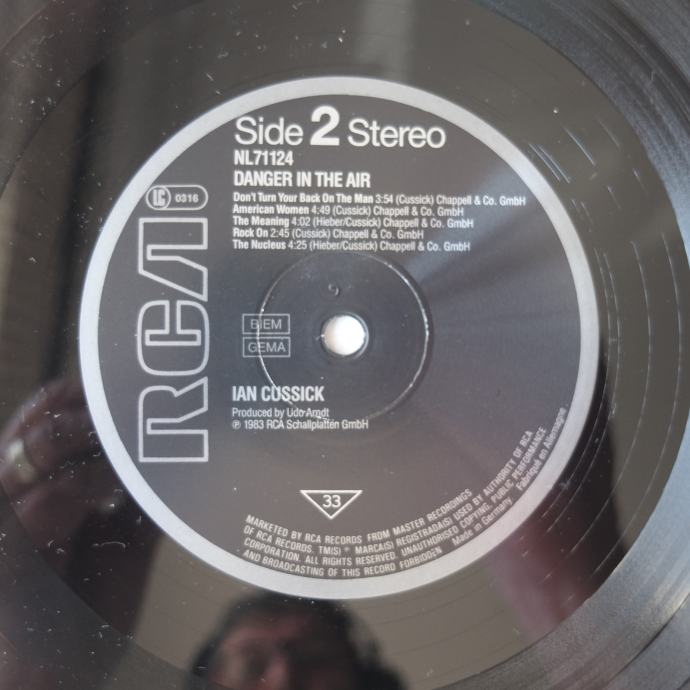 Side 2 Stereo
NL71124
DANGER IN THE AIR
Don't Turn Your Back On The Man 3:54 (Cussick) Chappell & Co. GmbH
American Women 4:49 (Cussick) Chappell & Co. GmbH
The Meaning 4:02 (Hieber/Cussick) Chappell & Co. GmbH
Rock On 2:45 (Cussick) Chappell & Co. GmbH
The Nucleus 4:25 (Hieber/Cussick) Chappell & Co. GmbH
LC 0316
RCA
9
BIEM
GEMA
IAN CUSSICK
Produced by Udo Arndt
℗ 1983 RCA Schallplatten GmbH
33
MARKETED BY RCA RECORDS FROM MASTER RECORDINGS
OF RCA RECORDS. TM(S) ® MARCA(S) REGISTRADA(S) USED BY AUTHORITY OF RCA
CORPORATION. ALL RIGHTS RESERVED. UNAUTHORISED COPYING, PUBLIC PERFORMANCE
AND BROADCASTING OF THIS RECORD FORBIDDEN Made in Germany Fabriqué en Allemagne